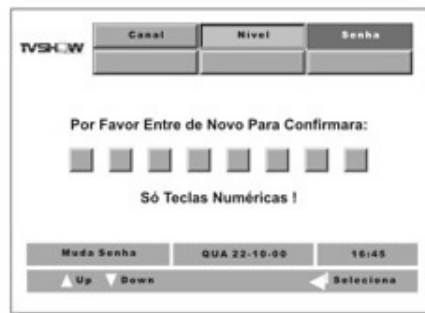 TVSHOW
Canal Nível Senha
Por Favor Entre de Novo Para Confirmara:
Só Teclas Numéricas !
Muda Senha QUA 22-10-00 16:45
Up Down Seleciona